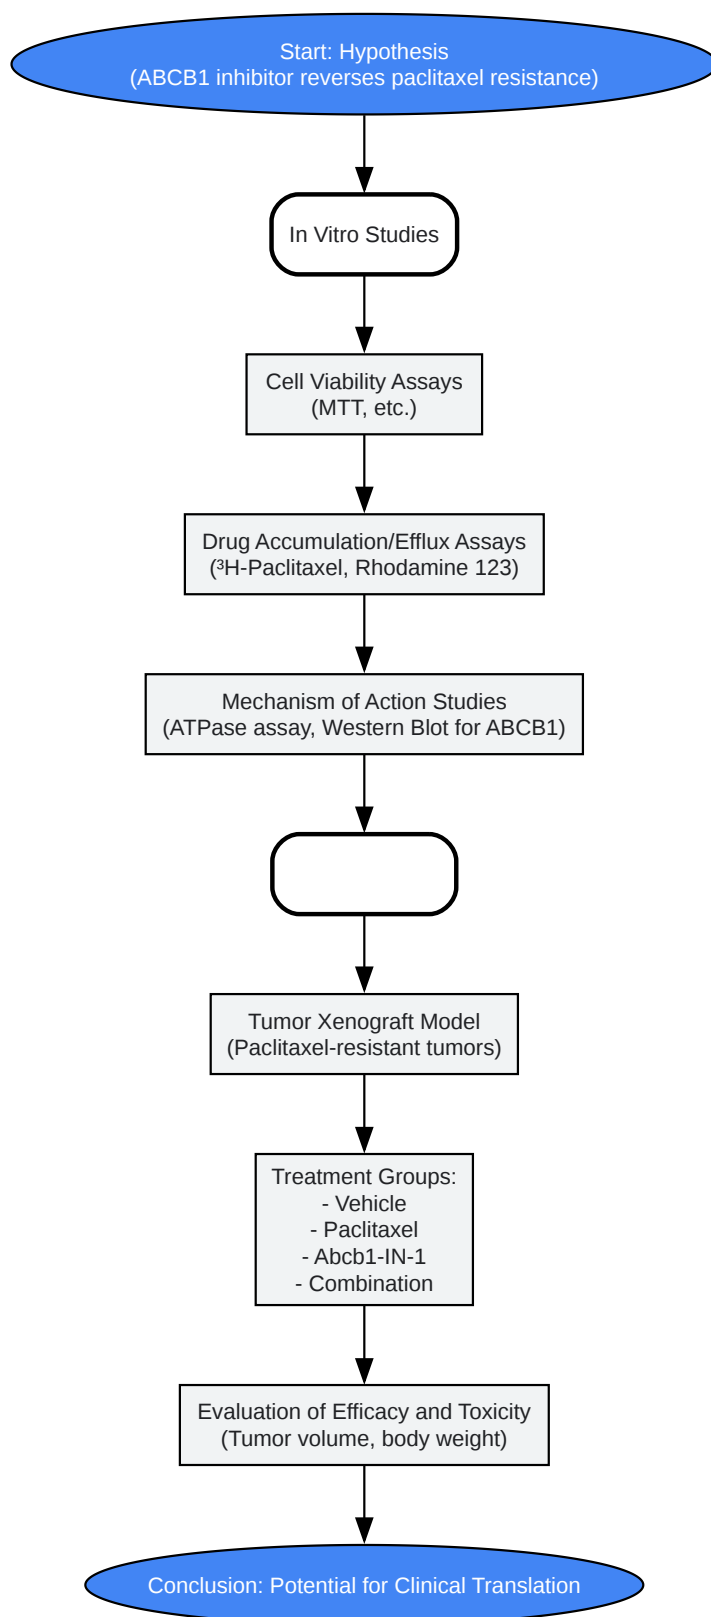 Start: Hypothesis
(ABCB1 inhibitor reverses paclitaxel resistance)
In Vitro Studies
Cell Viability Assays
(MTT, etc.)
Drug Accumulation/Efflux Assays
(³H-Paclitaxel, Rhodamine 123)
Mechanism of Action Studies
(ATPase assay, Western Blot for ABCB1)
Tumor Xenograft Model
(Paclitaxel-resistant tumors)
Treatment Groups:
- Vehicle
- Paclitaxel
- Abcb1-IN-1
- Combination
Evaluation of Efficacy and Toxicity
(Tumor volume, body weight)
Conclusion: Potential for Clinical Translation